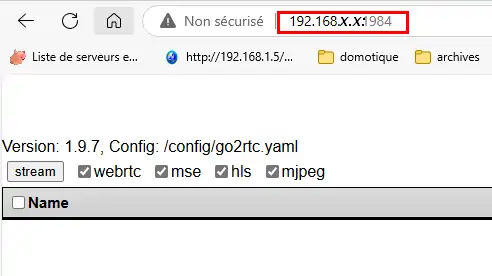 Non sécurisé 192.168.x.x:1984
Liste de serveurs e... http://192.168.1.5/... domotique archives
Version: 1.9.7, Config: /config/go2rtc.yaml
stream webrtc mse hls mjpeg
Name